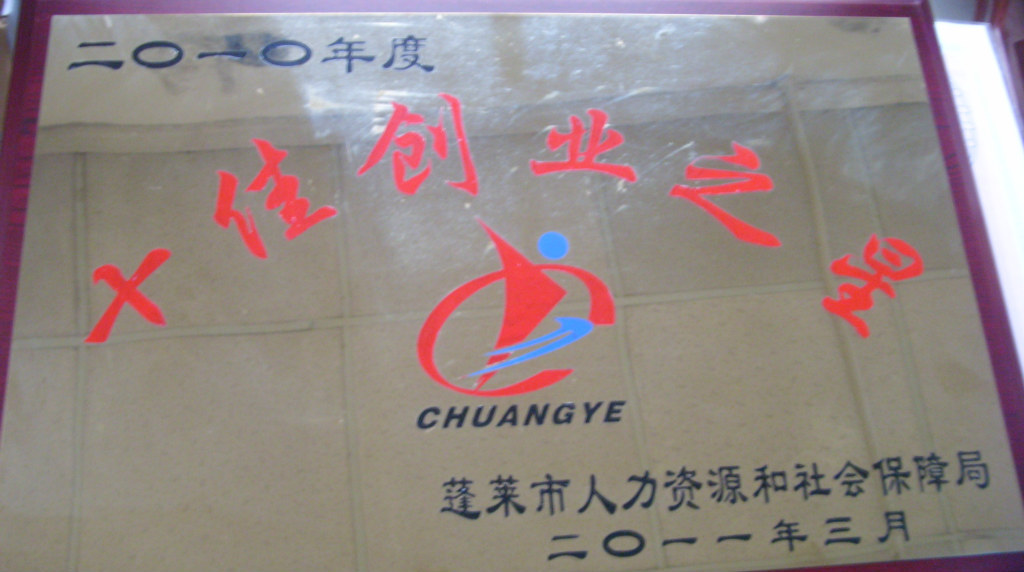 二〇一〇年度
十佳创业之星
CHUANGYE
蓬莱市人力资源和社会保障局
二〇一一年三月